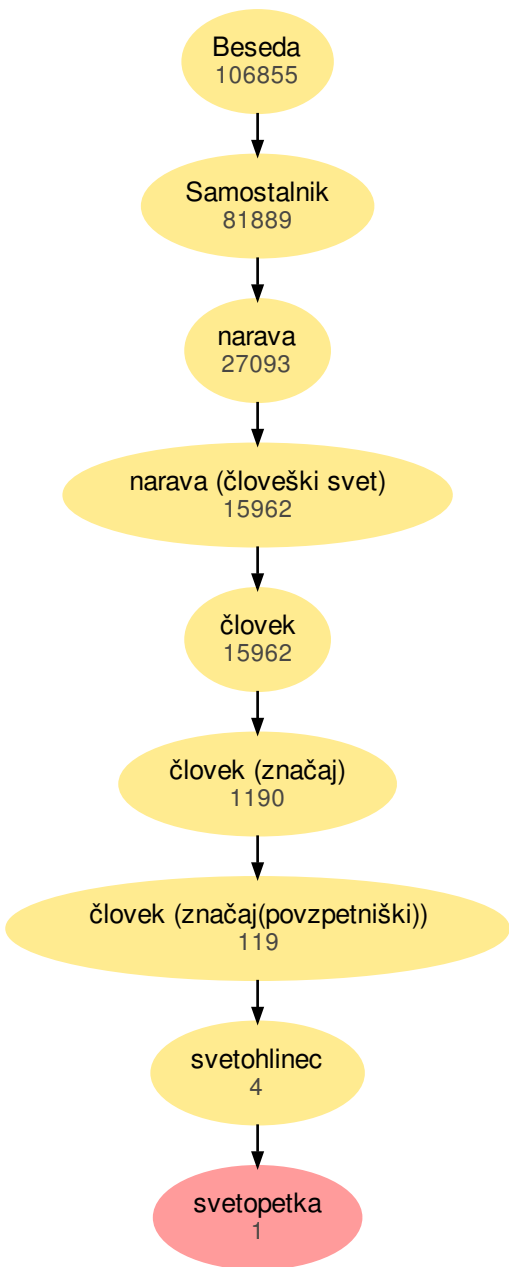 Beseda
106855
Samostalnik
81889
narava
27093
narava (človeški svet)
15962
človek
15962
človek (značaj)
1190
človek (značaj(povzpetniški))
119
svetohlinec
4
svetopetka
1